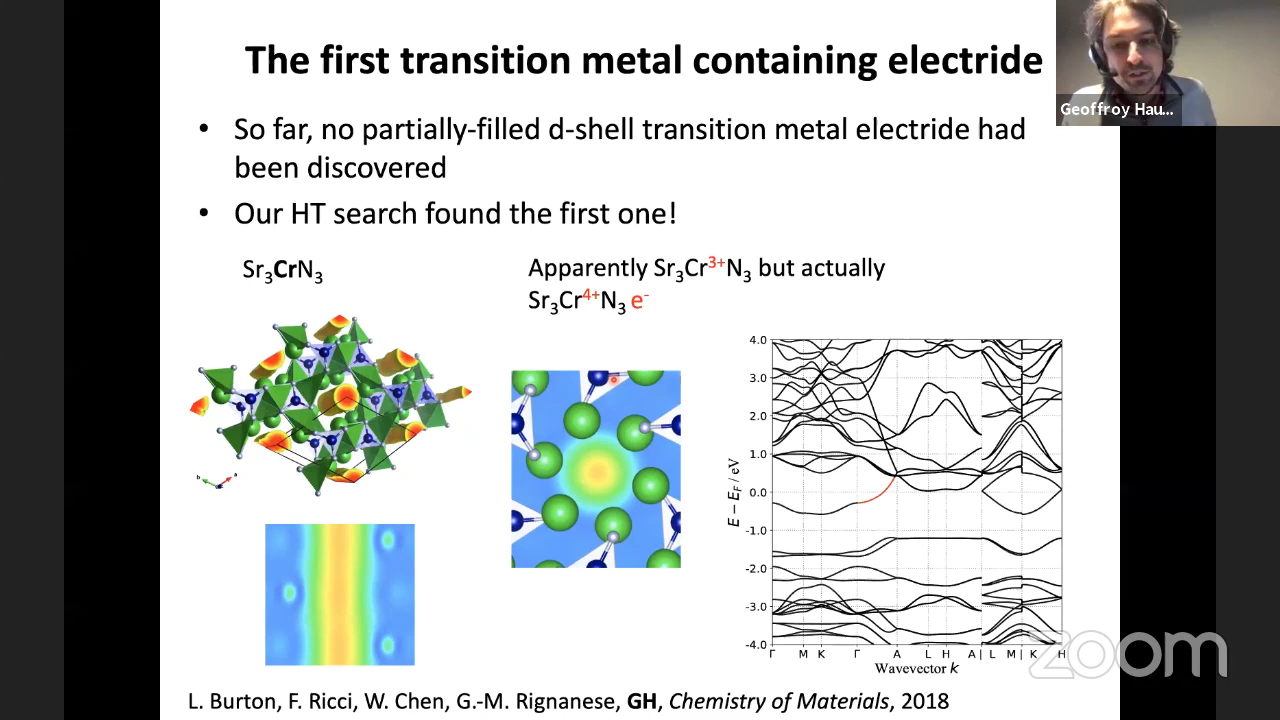 The first transition metal containing electride
Geoffroy Hau...
• So far, no partially-filled d-shell transition metal electride had
been discovered
• Our HT search found the first one!
Sr₃CrN₃
Apparently Sr₃Cr³⁺N₃ but actually
Sr₃Cr⁴⁺N₃ e⁻
b a
4.0
3.0
2.0
1.0
0.0
-1.0
-2.0
-3.0
-4.0
E − E_F / eV
Γ M K Γ A L H A| L M| K H
Wavevector k
zoom
L. Burton, F. Ricci, W. Chen, G.-M. Rignanese, GH, Chemistry of Materials, 2018